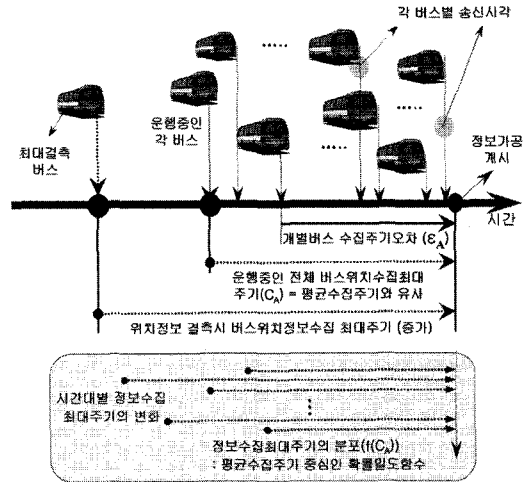 각 버스별 송신시각
최대결측
버스
운행중인
각 버스
정보가공
개시
시간
개별버스 수집주기오차 (ε_A)
운행중인 전체 버스위치수집최대
주기(C_A) = 평균수집주기와 유사
위치정보 결측시 버스위치정보수집 최대주기 (증가)
시간대별 정보수집
최대주기의 변화
정보수집최대주기의 분포(f(C_A))
: 평균수집주기 중심인 확률밀도함수